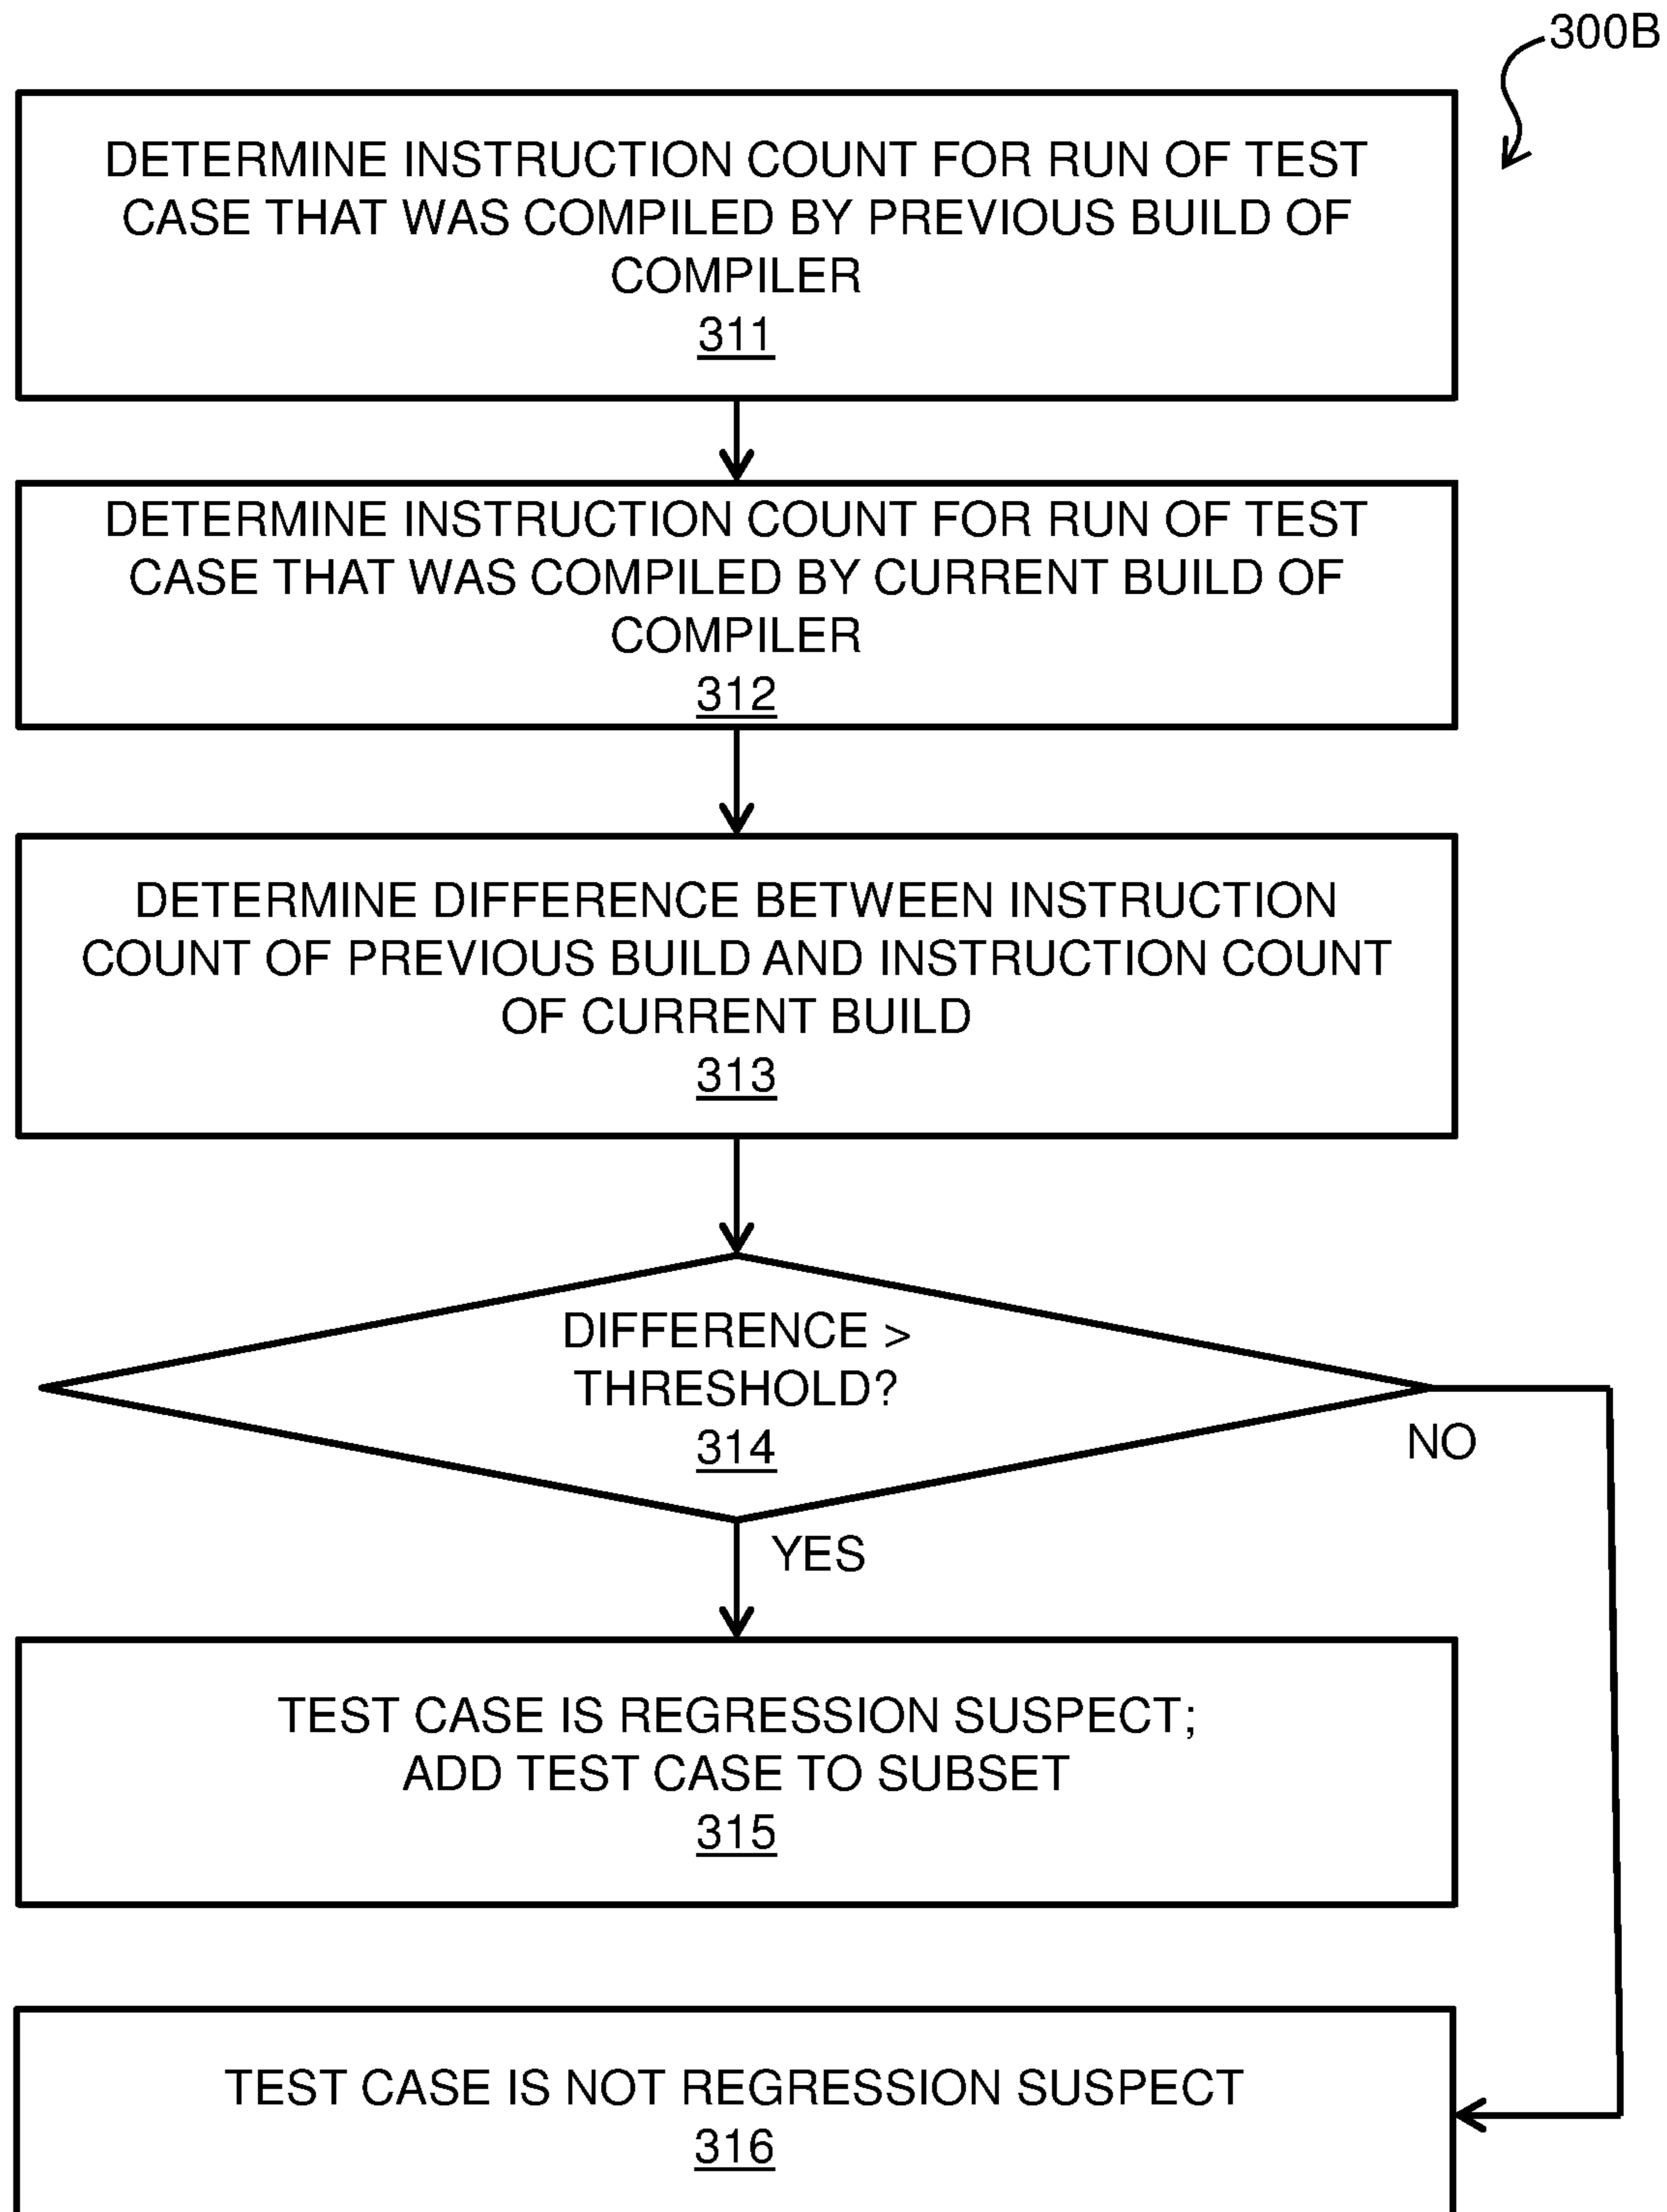 300B
DETERMINE INSTRUCTION COUNT FOR RUN OF TEST
CASE THAT WAS COMPILED BY PREVIOUS BUILD OF
COMPILER
311
DETERMINE INSTRUCTION COUNT FOR RUN OF TEST
CASE THAT WAS COMPILED BY CURRENT BUILD OF
COMPILER
312
DETERMINE DIFFERENCE BETWEEN INSTRUCTION
COUNT OF PREVIOUS BUILD AND INSTRUCTION COUNT
OF CURRENT BUILD
313
DIFFERENCE >
THRESHOLD?
314
NO
YES
TEST CASE IS REGRESSION SUSPECT;
ADD TEST CASE TO SUBSET
315
TEST CASE IS NOT REGRESSION SUSPECT
316